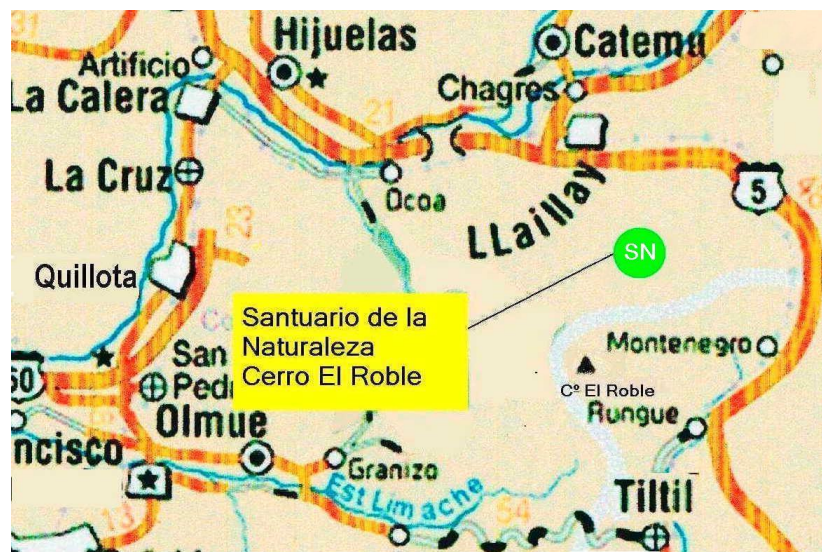 31
Hijuelas
Catemu
Artificio
La Calera
Chagres
21
La Cruz
Ocoa
LLaillay
5
23
SN
Quillota
Santuario de la
Naturaleza
Cerro El Roble
Montenegro
San
Cº El Roble
60
Rungue
Olmue
ncisco
Granizo
Est Limache
Tiltil
54
13